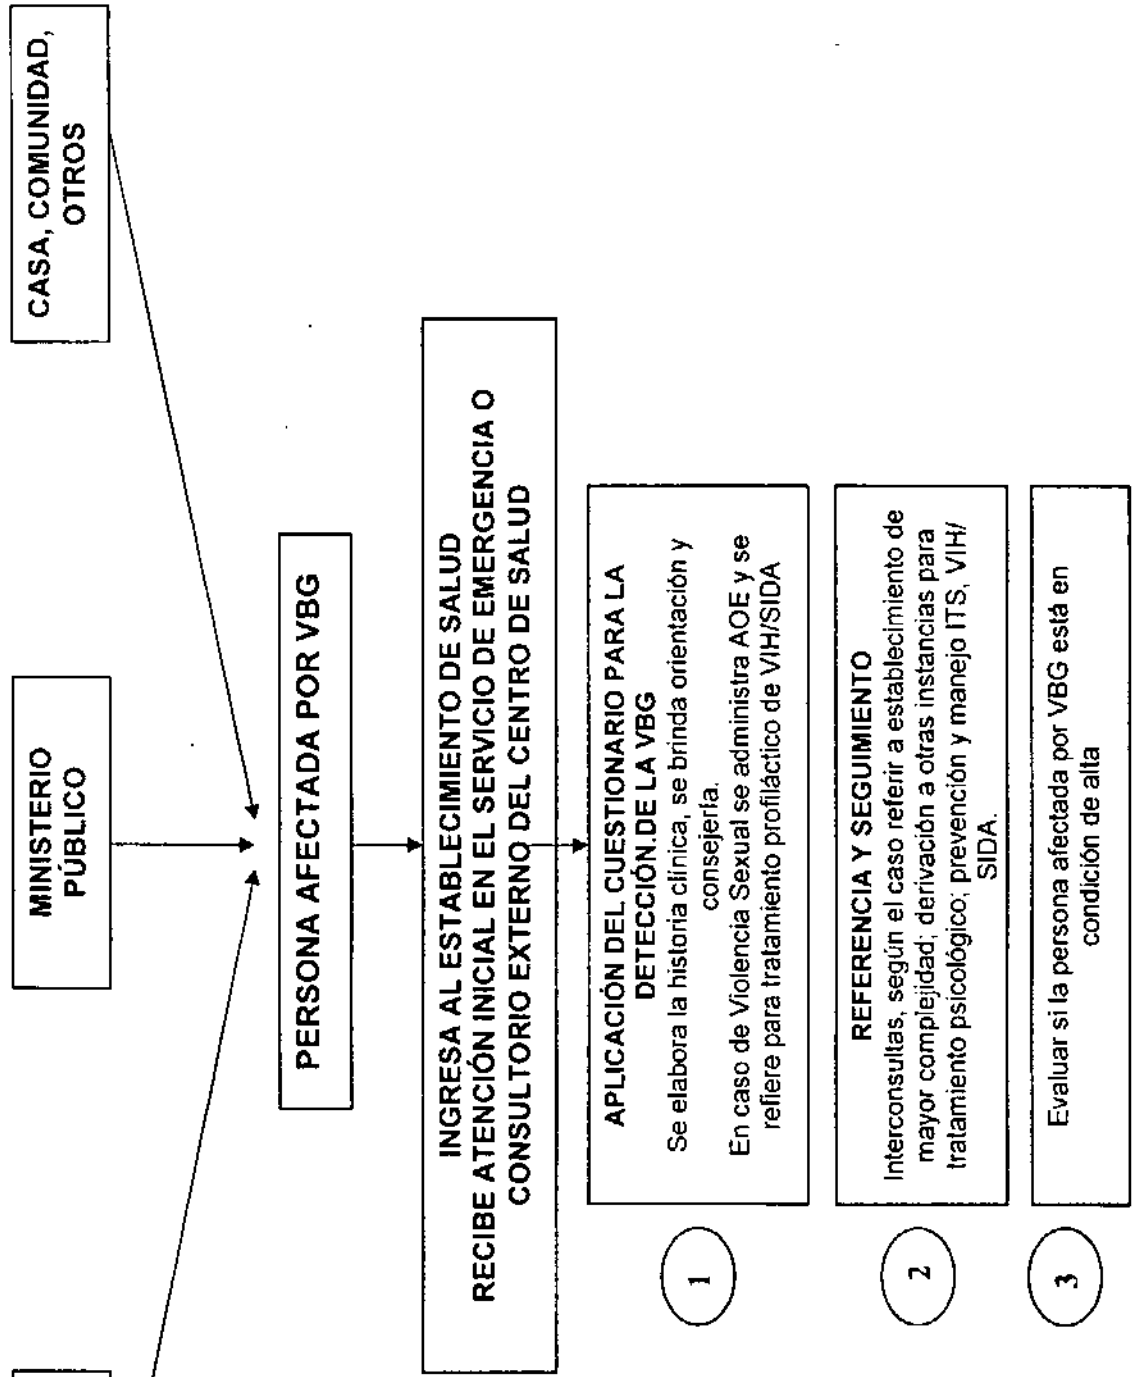 MINISTERIO
PÚBLICO
CASA, COMUNIDAD,
OTROS
PERSONA AFECTADA POR VBG
INGRESA AL ESTABLECIMIENTO DE SALUD
RECIBE ATENCIÓN INICIAL EN EL SERVICIO DE EMERGENCIA O
CONSULTORIO EXTERNO DEL CENTRO DE SALUD
1
APLICACIÓN DEL CUESTIONARIO PARA LA
DETECCIÓN.DE LA VBG
Se elabora la historia clínica, se brinda orientación y
consejería.
En caso de Violencia Sexual se administra AOE y se
refiere para tratamiento profiláctico de VIH/SIDA
2
REFERENCIA Y SEGUIMIENTO
Interconsultas, según el caso referir a establecimiento de
mayor complejidad; derivación a otras instancias para
tratamiento psicológico; prevención y manejo ITS, VIH/
SIDA.
3
Evaluar si la persona afectada por VBG está en
condición de alta